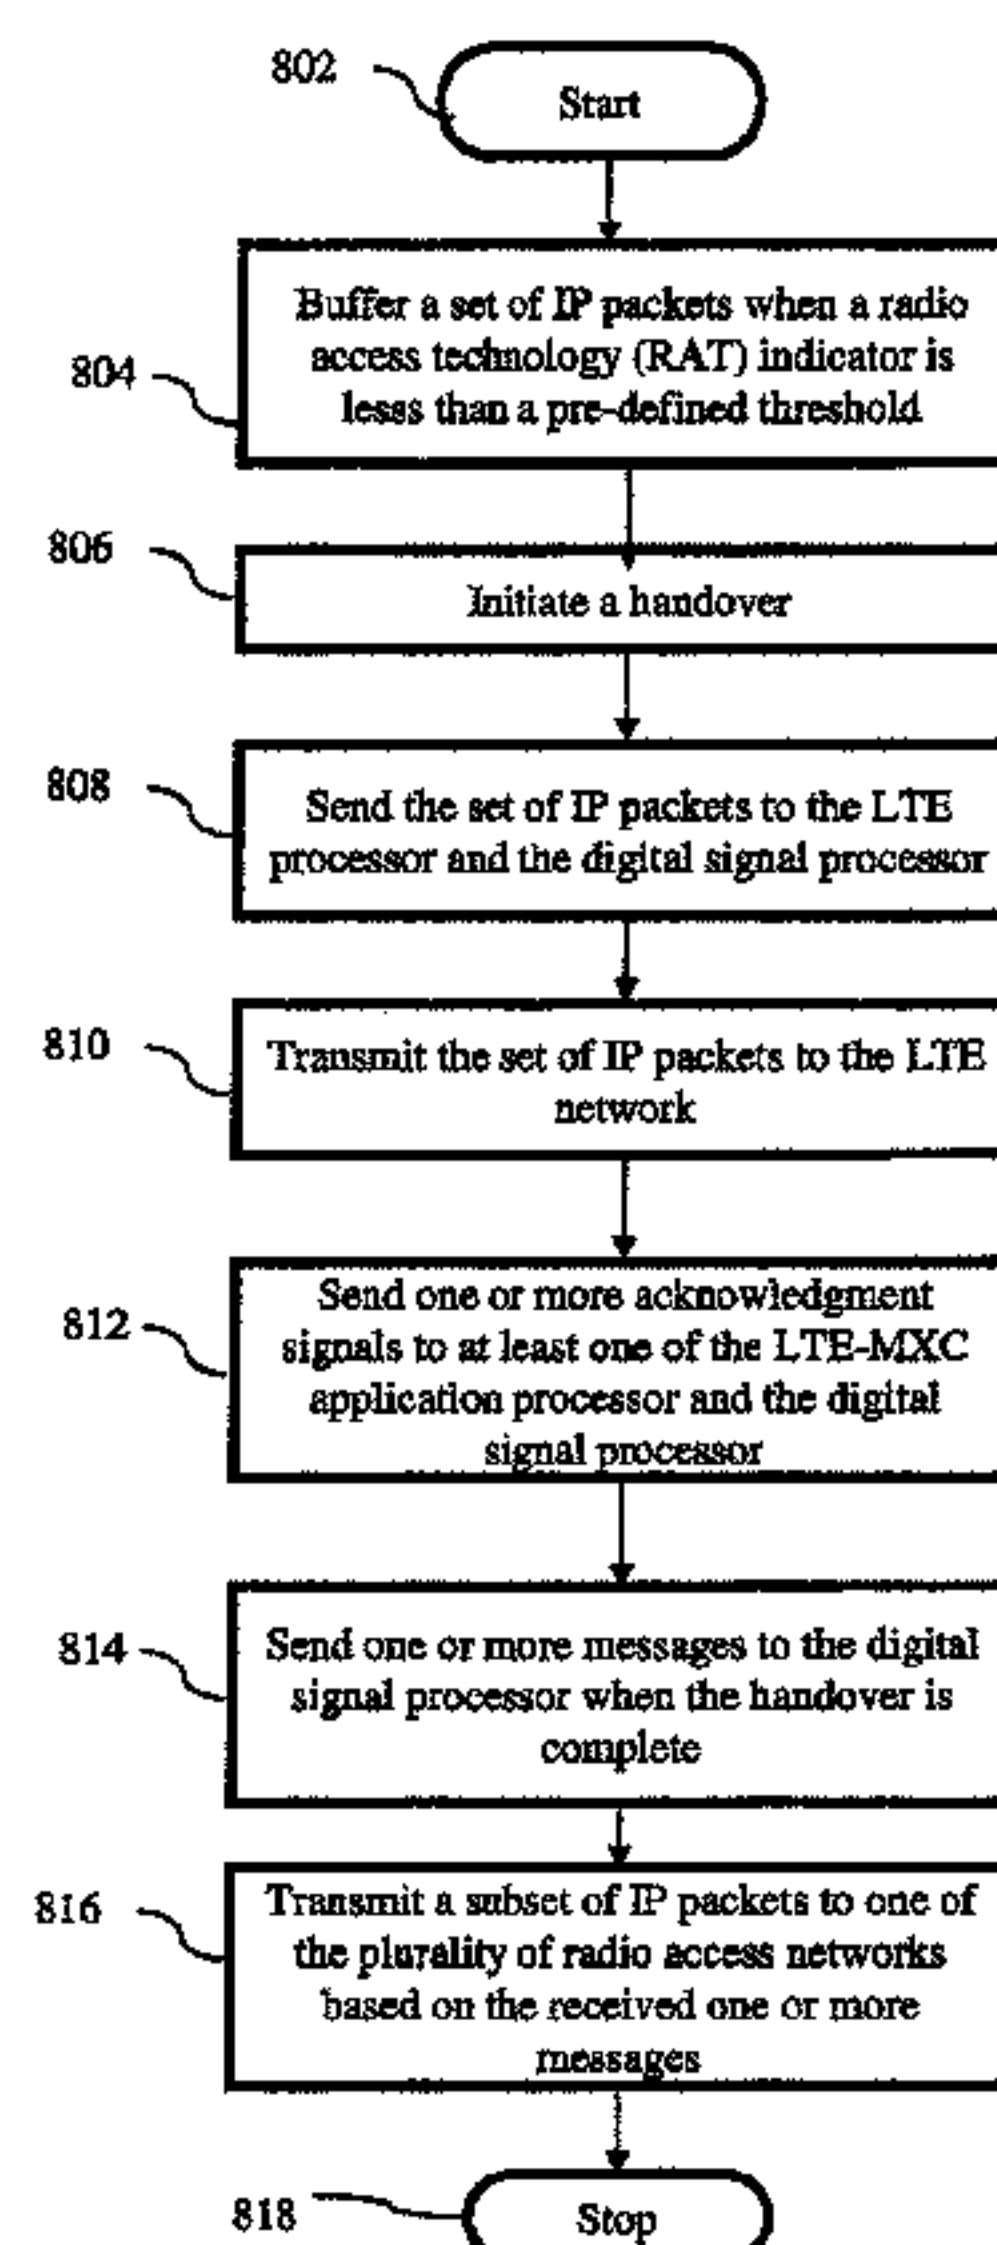 802
Start
Buffer a set of IP packets when a radio
access technology (RAT) indicator is
lesss than a pre-defined threshold
804
806
Initiate a handover
808
Send the set of IP packets to the LTE
processor and the digital signal processor
810
Transmit the set of IP packets to the LTE
network
812
Send one or more acknowledgment
signals to at least one of the LTE-MXC
application processor and the digital
signal processor
814
Send one or more messages to the digital
signal processor when the handover is
complete
816
Transmit a subset of IP packets to one of
the plurality of radio access networks
based on the received one or more
messages
818
Stop